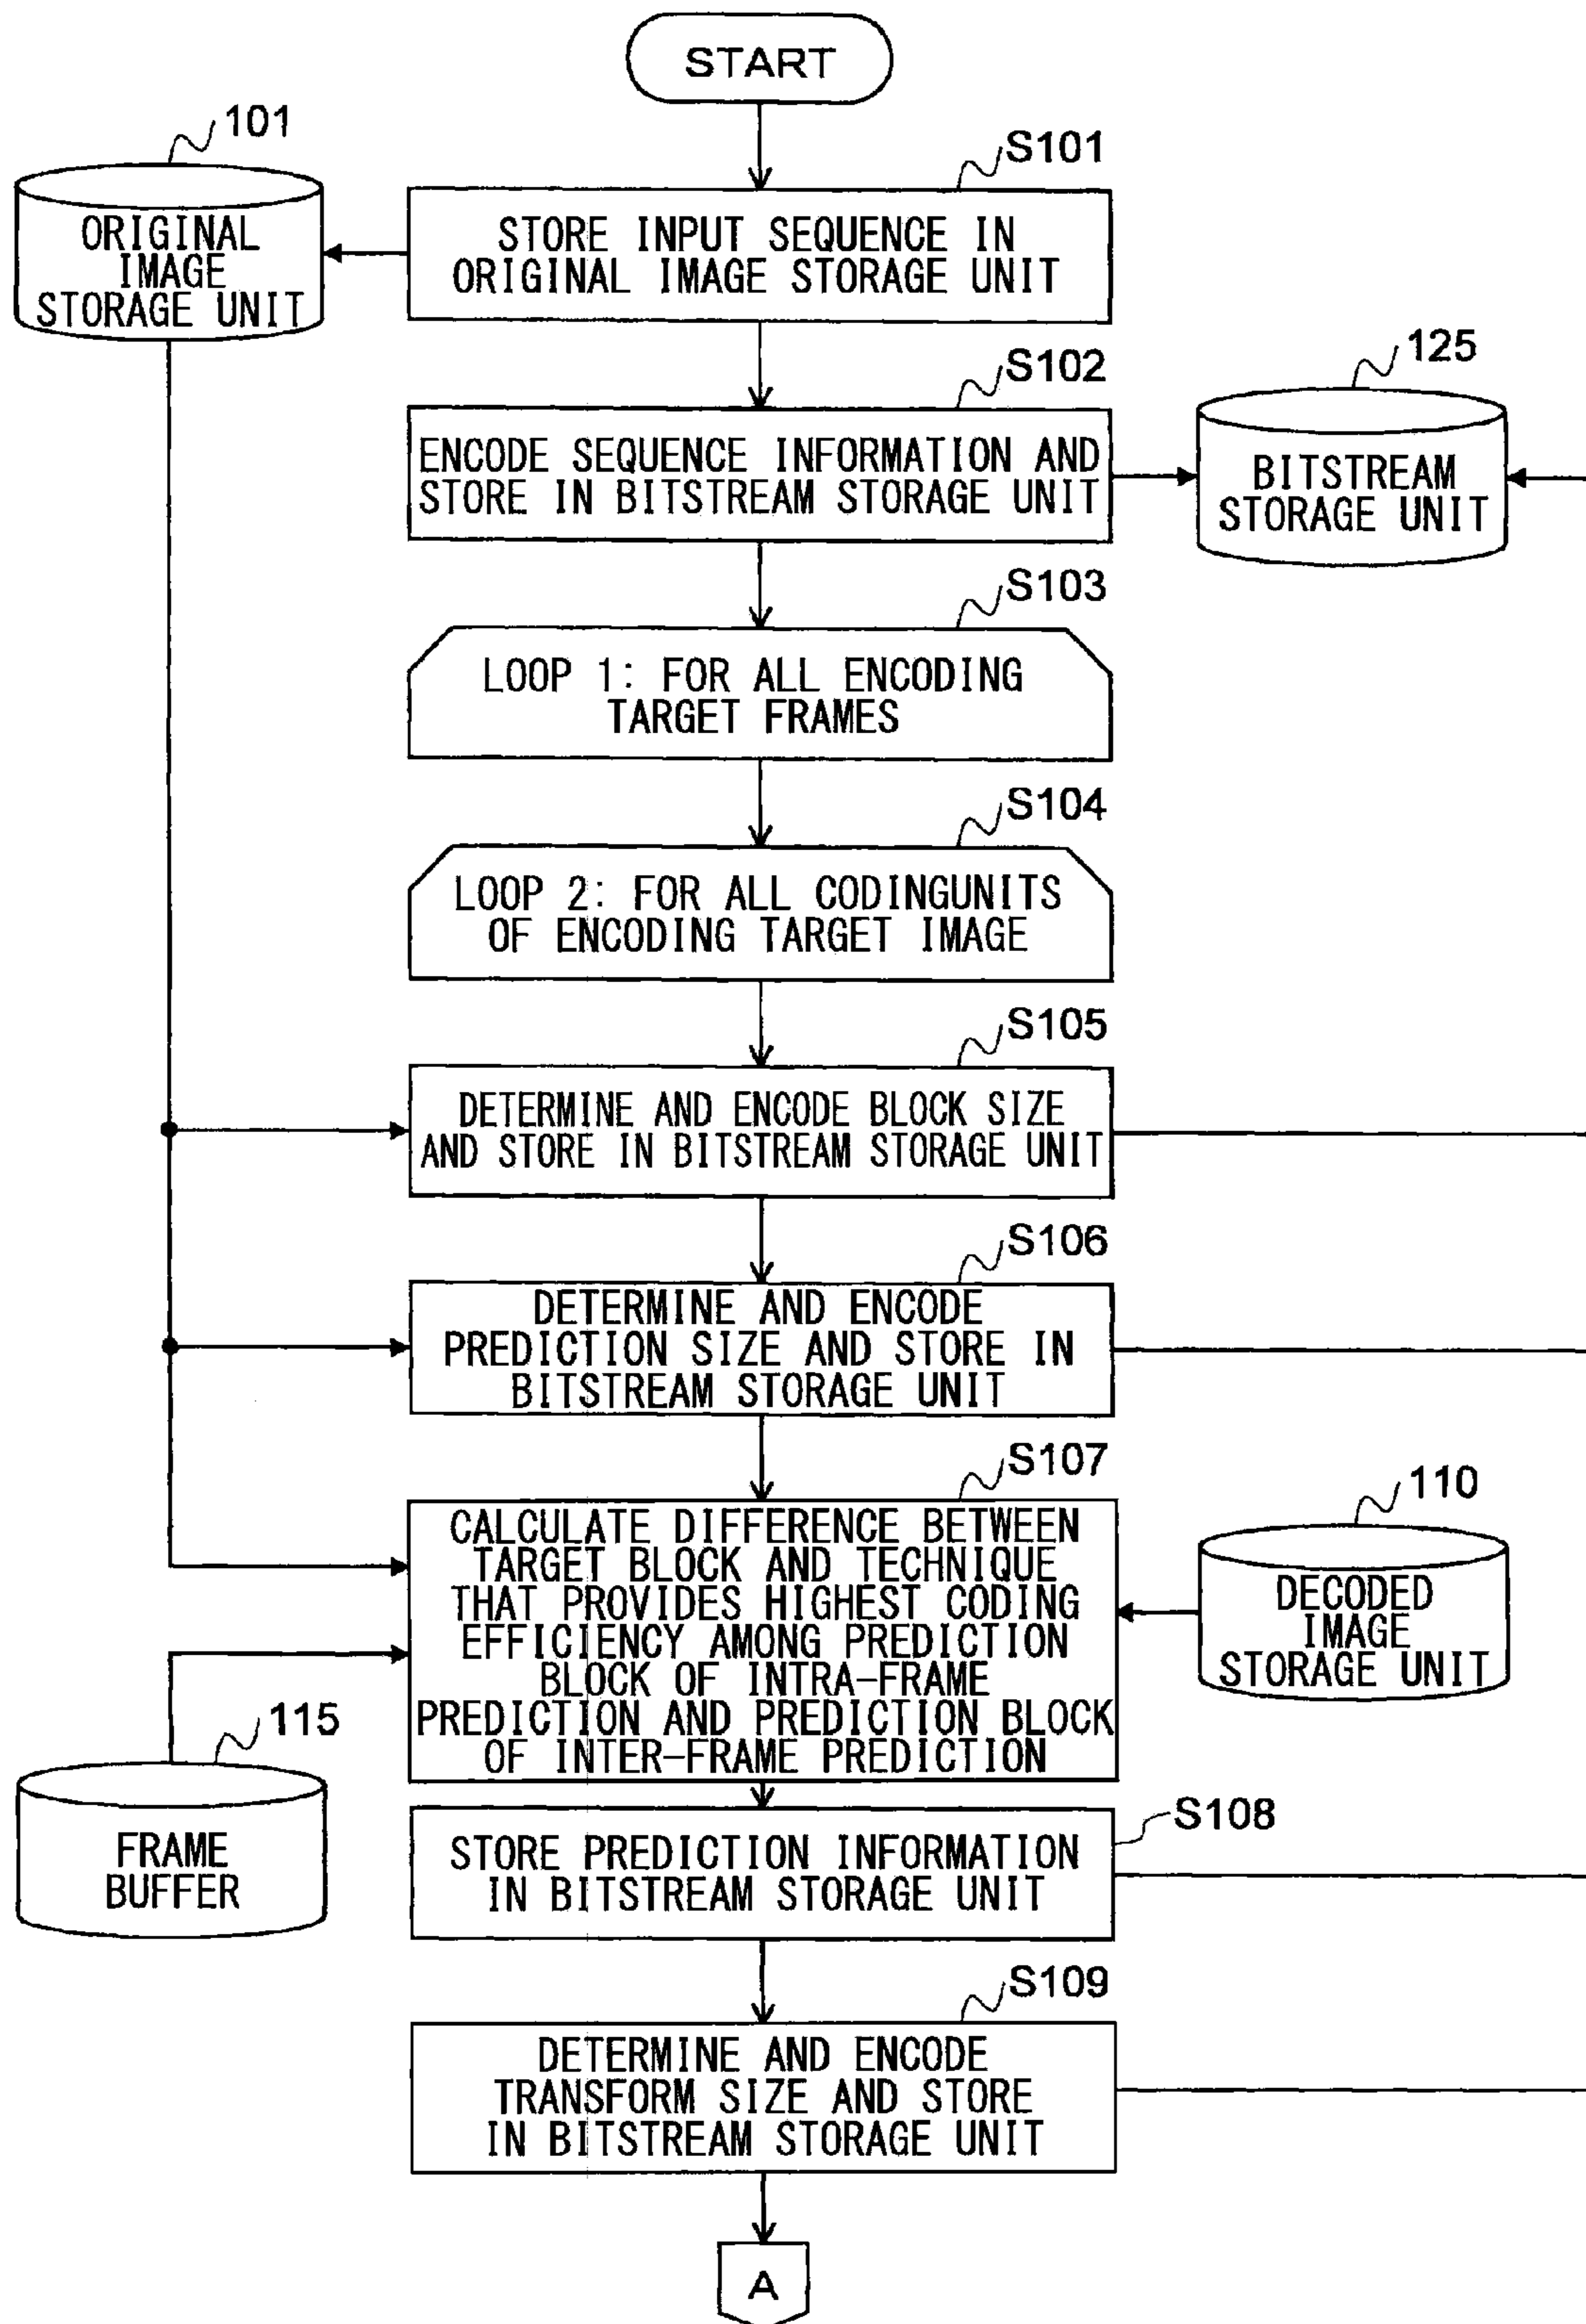 START
101
S101
ORIGINAL
IMAGE
STORAGE UNIT
STORE INPUT SEQUENCE IN
ORIGINAL IMAGE STORAGE UNIT
S102
125
ENCODE SEQUENCE INFORMATION AND
STORE IN BITSTREAM STORAGE UNIT
BITSTREAM
STORAGE UNIT
S103
LOOP 1: FOR ALL ENCODING
TARGET FRAMES
S104
LOOP 2: FOR ALL CODINGUNITS
OF ENCODING TARGET IMAGE
S105
DETERMINE AND ENCODE BLOCK SIZE
AND STORE IN BITSTREAM STORAGE UNIT
S106
DETERMINE AND ENCODE
PREDICTION SIZE AND STORE IN
BITSTREAM STORAGE UNIT
S107
110
CALCULATE DIFFERENCE BETWEEN
TARGET BLOCK AND TECHNIQUE
THAT PROVIDES HIGHEST CODING
EFFICIENCY AMONG PREDICTION
BLOCK OF INTRA-FRAME
PREDICTION AND PREDICTION BLOCK
OF INTER-FRAME PREDICTION
DECODED
IMAGE
STORAGE UNIT
115
FRAME
BUFFER
S108
STORE PREDICTION INFORMATION
IN BITSTREAM STORAGE UNIT
S109
DETERMINE AND ENCODE
TRANSFORM SIZE AND STORE
IN BITSTREAM STORAGE UNIT
A